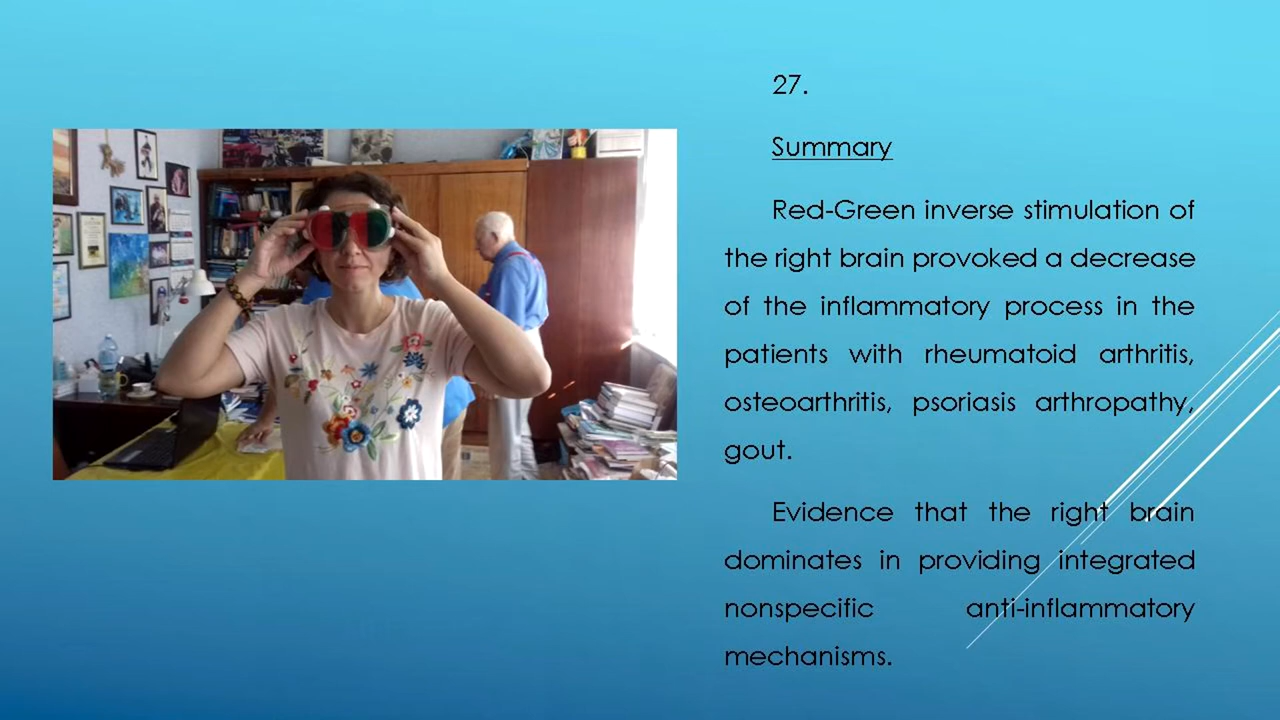 27.
Summary
Red-Green inverse stimulation of
the right brain provoked a decrease
of the inflammatory process in the
patients with rheumatoid arthritis,
osteoarthritis, psoriasis arthropathy,
gout.
Evidence that the right brain
dominates in providing integrated
nonspecific anti-inflammatory
mechanisms.